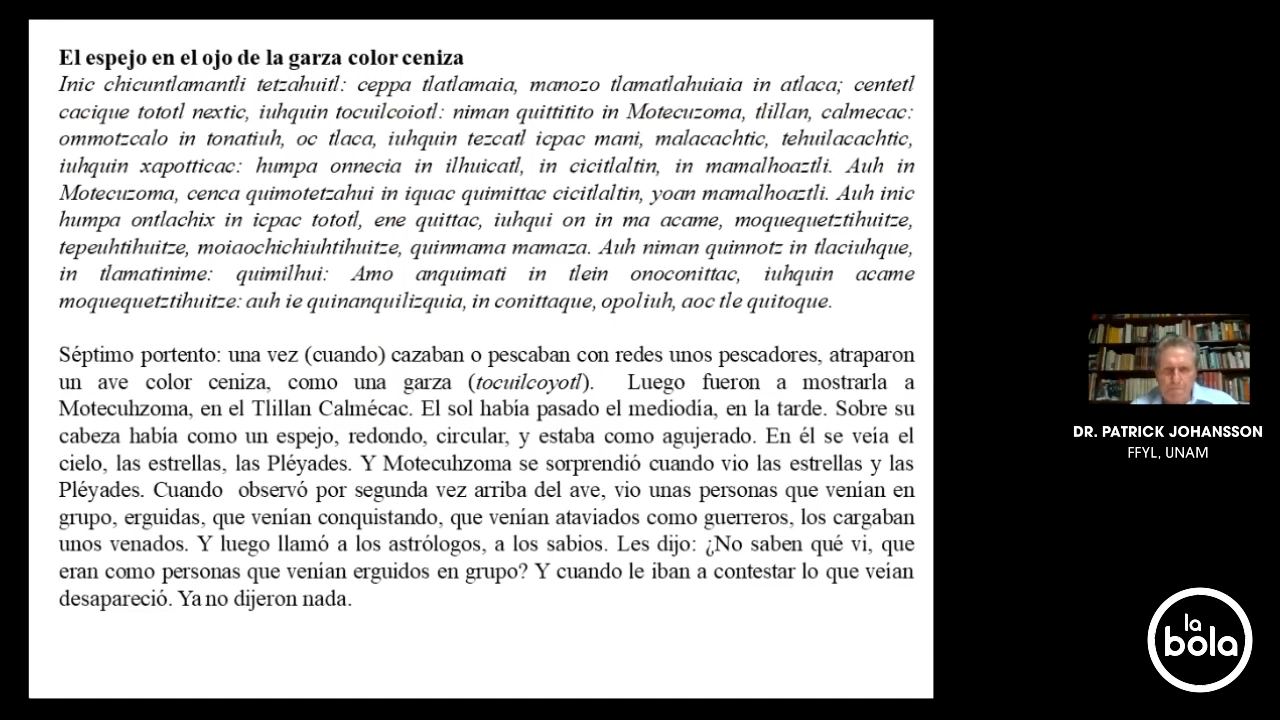 El espejo en el ojo de la garza color ceniza
Inic chicuntlamantli tetzahuitl: ceppa tlatlamaia, manozo tlamatlahuiaia in atlaca; centetl
cacique tototl nextic, iuhquin tocuilcoiotl: niman quittitito in Motecuzoma, tlillan, calmecac:
ommotzcalo in tonatiuh, oc tlaca, iuhquin tezcatl icpac mani, malacachtic, tehuilacachtic,
iuhquin xapotticac: humpa onnecia in ilhuicatl, in cicitlaltin, in mamalhoaztli. Auh in
Motecuzoma, cenca quimotetzahui in iquac quimittac cicitlaltin, yoan mamalhoaztli. Auh inic
humpa ontlachix in icpac tototl, ene quittac, iuhqui on in ma acame, moquequetztihuitze,
tepeuhtihuitze, moiaochichiuhtihuitze, quinmama mamaza. Auh niman quinnotz in tlaciuhque,
in tlamatinime: quimilhui: Amo anquimati in tlein onoconittac, iuhquin acame
moquequetztihuitze: auh ie quinanquilizquia, in conittaque, opoliuh, aoc tle quitoque.
Séptimo portento: una vez (cuando) cazaban o pescaban con redes unos pescadores, atraparon
un ave color ceniza, como una garza (tocuilcoyotl). Luego fueron a mostrarla a
Motecuhzoma, en el Tlillan Calmécac. El sol había pasado el mediodía, en la tarde. Sobre su
cabeza había como un espejo, redondo, circular, y estaba como agujerado. En él se veía el
cielo, las estrellas, las Pléyades. Y Motecuhzoma se sorprendió cuando vio las estrellas y las
Pléyades. Cuando observó por segunda vez arriba del ave, vio unas personas que venían en
grupo, erguidas, que venían conquistando, que venían ataviados como guerreros, los cargaban
unos venados. Y luego llamó a los astrólogos, a los sabios. Les dijo: ¿No saben qué vi, que
eran como personas que venían erguidos en grupo? Y cuando le iban a contestar lo que veían
desapareció. Ya no dijeron nada.
DR. PATRICK JOHANSSON
FFYL, UNAM
la
bola